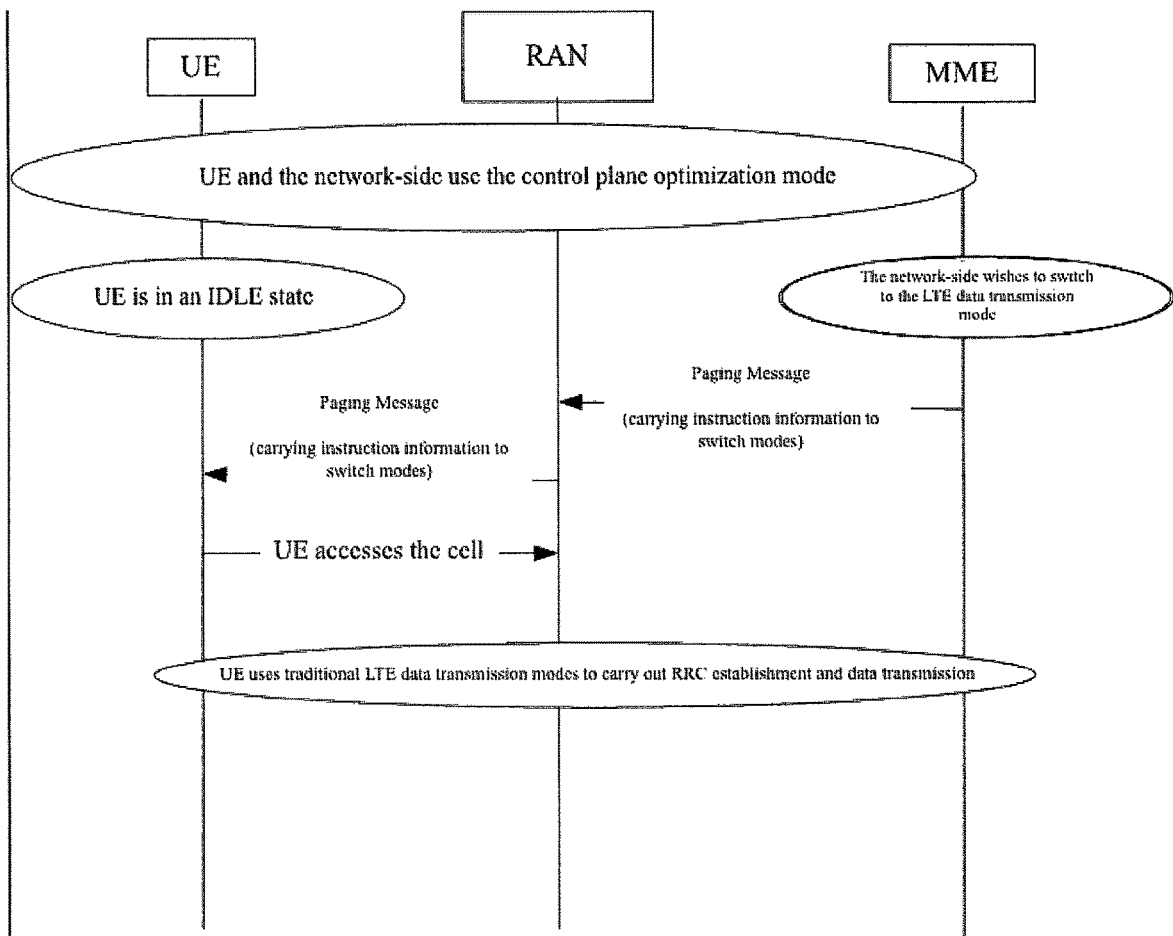 UE
RAN
MME
UE and the network-side use the control plane optimization mode
UE is in an IDLE state
The network-side wishes to switch
to the LTE data transmission
mode
Paging Message
(carrying instruction information to
switch modes)
Paging Message
(carrying instruction information to
switch modes)
UE accesses the cell
UE uses traditional LTE data transmission modes to carry out RRC establishment and data transmission